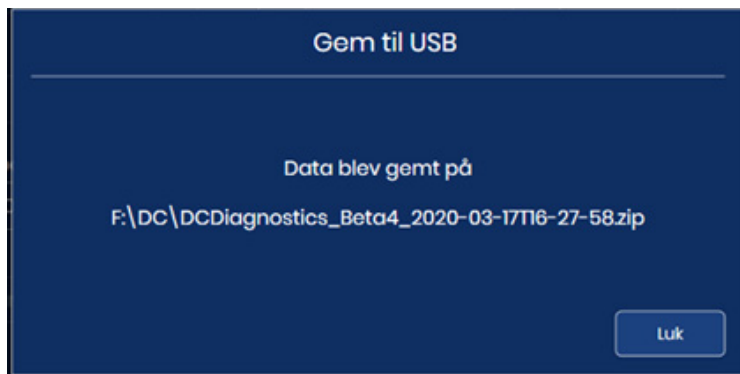 Gem til USB
Data blev gemt på
F:\DC\DCDiagnostics_Beta4_2020-03-17T16-27-58.zip
Luk